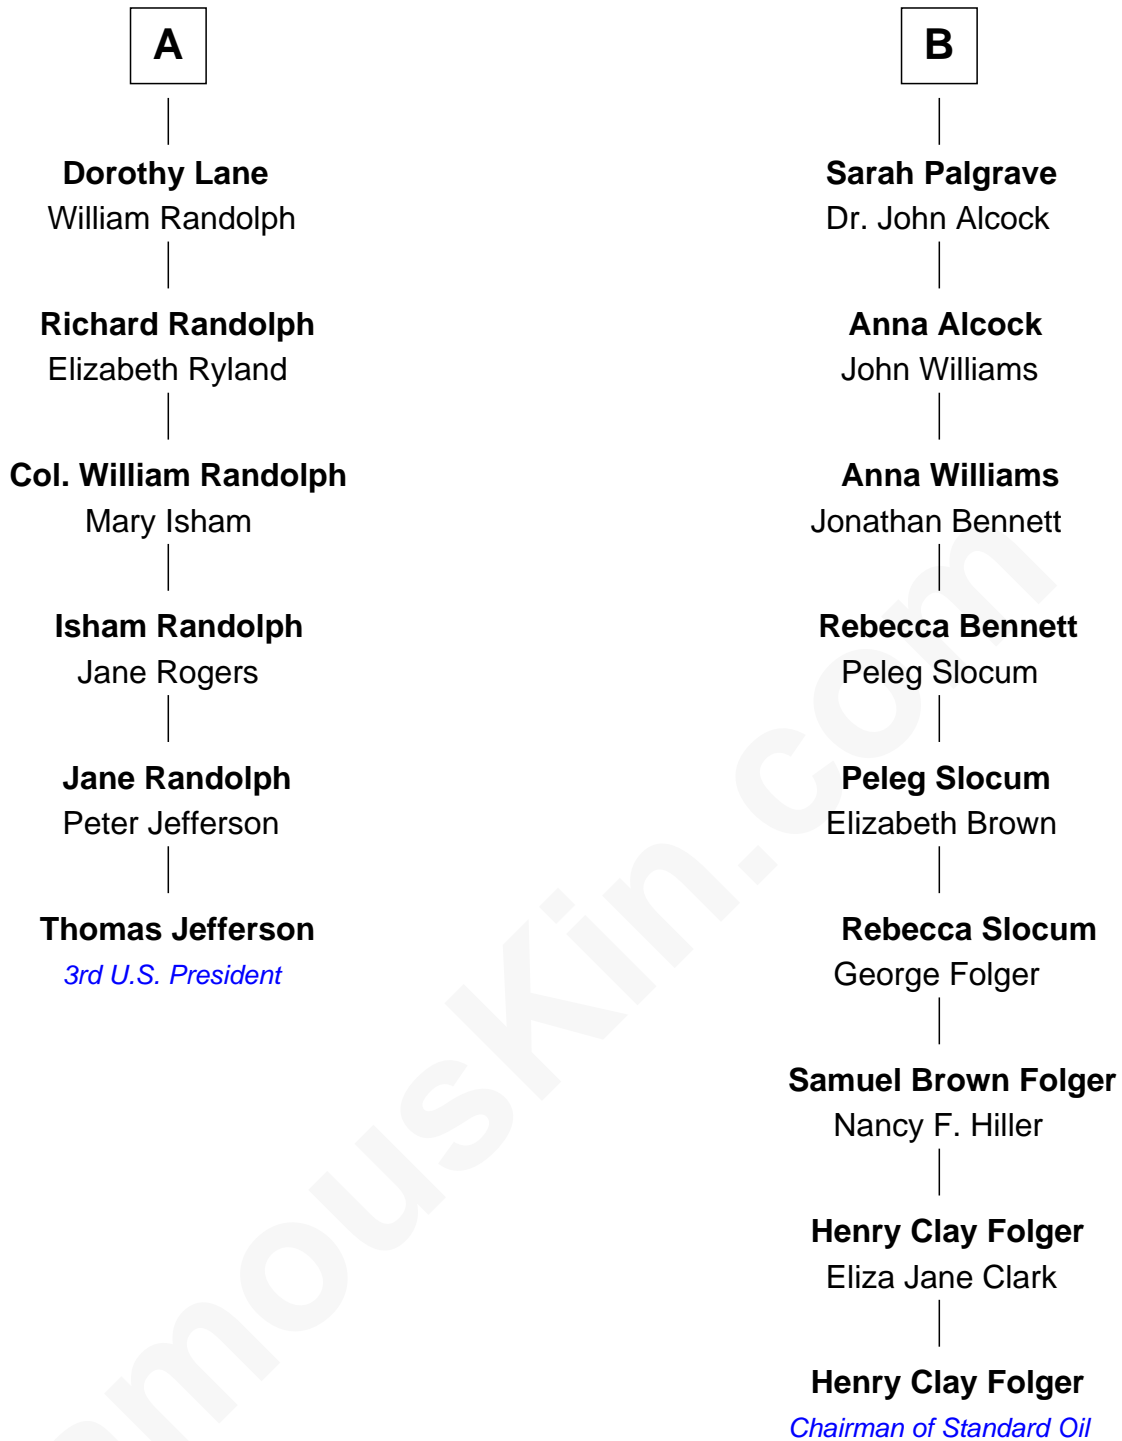 A
Dorothy Lane
William Randolph
Richard Randolph
Elizabeth Ryland
Col. William Randolph
Mary Isham
Isham Randolph
Jane Rogers
Jane Randolph
Peter Jefferson
Thomas Jefferson
3rd U.S. President
B
Sarah Palgrave
Dr. John Alcock
Anna Alcock
John Williams
Anna Williams
Jonathan Bennett
Rebecca Bennett
Peleg Slocum
Peleg Slocum
Elizabeth Brown
Rebecca Slocum
George Folger
Samuel Brown Folger
Nancy F. Hiller
Henry Clay Folger
Eliza Jane Clark
Henry Clay Folger
Chairman of Standard Oil
amousKin.com